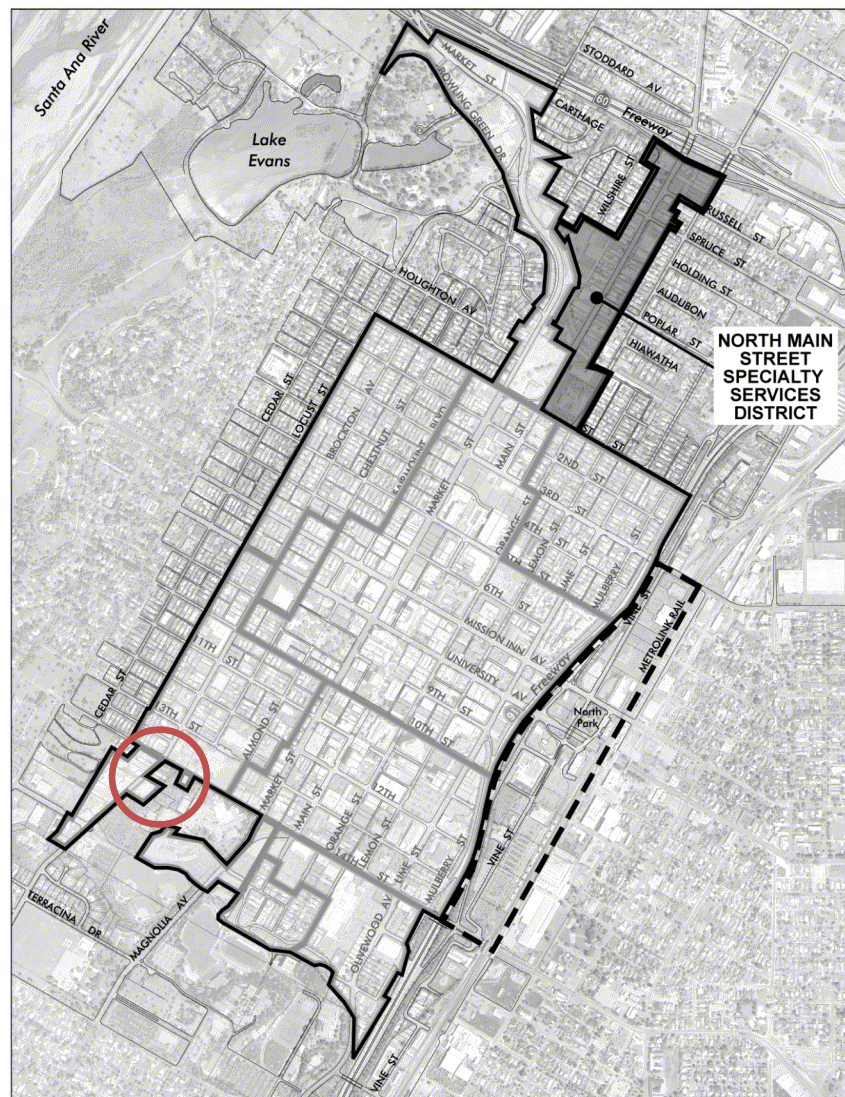 Santa Ana River
Lake
Evans
MARKET ST
BOWLING GREEN DR
STODDARD AV
60
Freeway
CARTHAGE
WILSHIRE ST
RUSSELL ST
SPRUCE ST
HOLDING ST
AUDUBON
POPLAR ST
HIAWATHA
NORTH MAIN
STREET
SPECIALTY
SERVICES
DISTRICT
HOUGHTON AV
CEDAR ST
LOCUST ST
BROCKTON AV
CHESTNUT ST
BLVD
MARKET ST
MAIN ST
ST
2ND ST
3RD ST
4TH ST
ORANGE ST
LEMON ST
LIME ST
MULBERRY
6TH ST
MISSION INN AV
UNIVERSITY AV
Freeway
91
VINE ST
METROLINK RAIL
9TH ST
10TH ST
North
Park
11TH ST
CEDAR ST
13TH ST
ALMOND ST
MARKET ST
MAIN ST
ORANGE ST
12TH
LEMON ST
14TH ST
LIME ST
MULBERRY ST
VINE ST
OLIVEWOOD AV
MAGNOLIA AV
TERRACINA DR
VINE ST